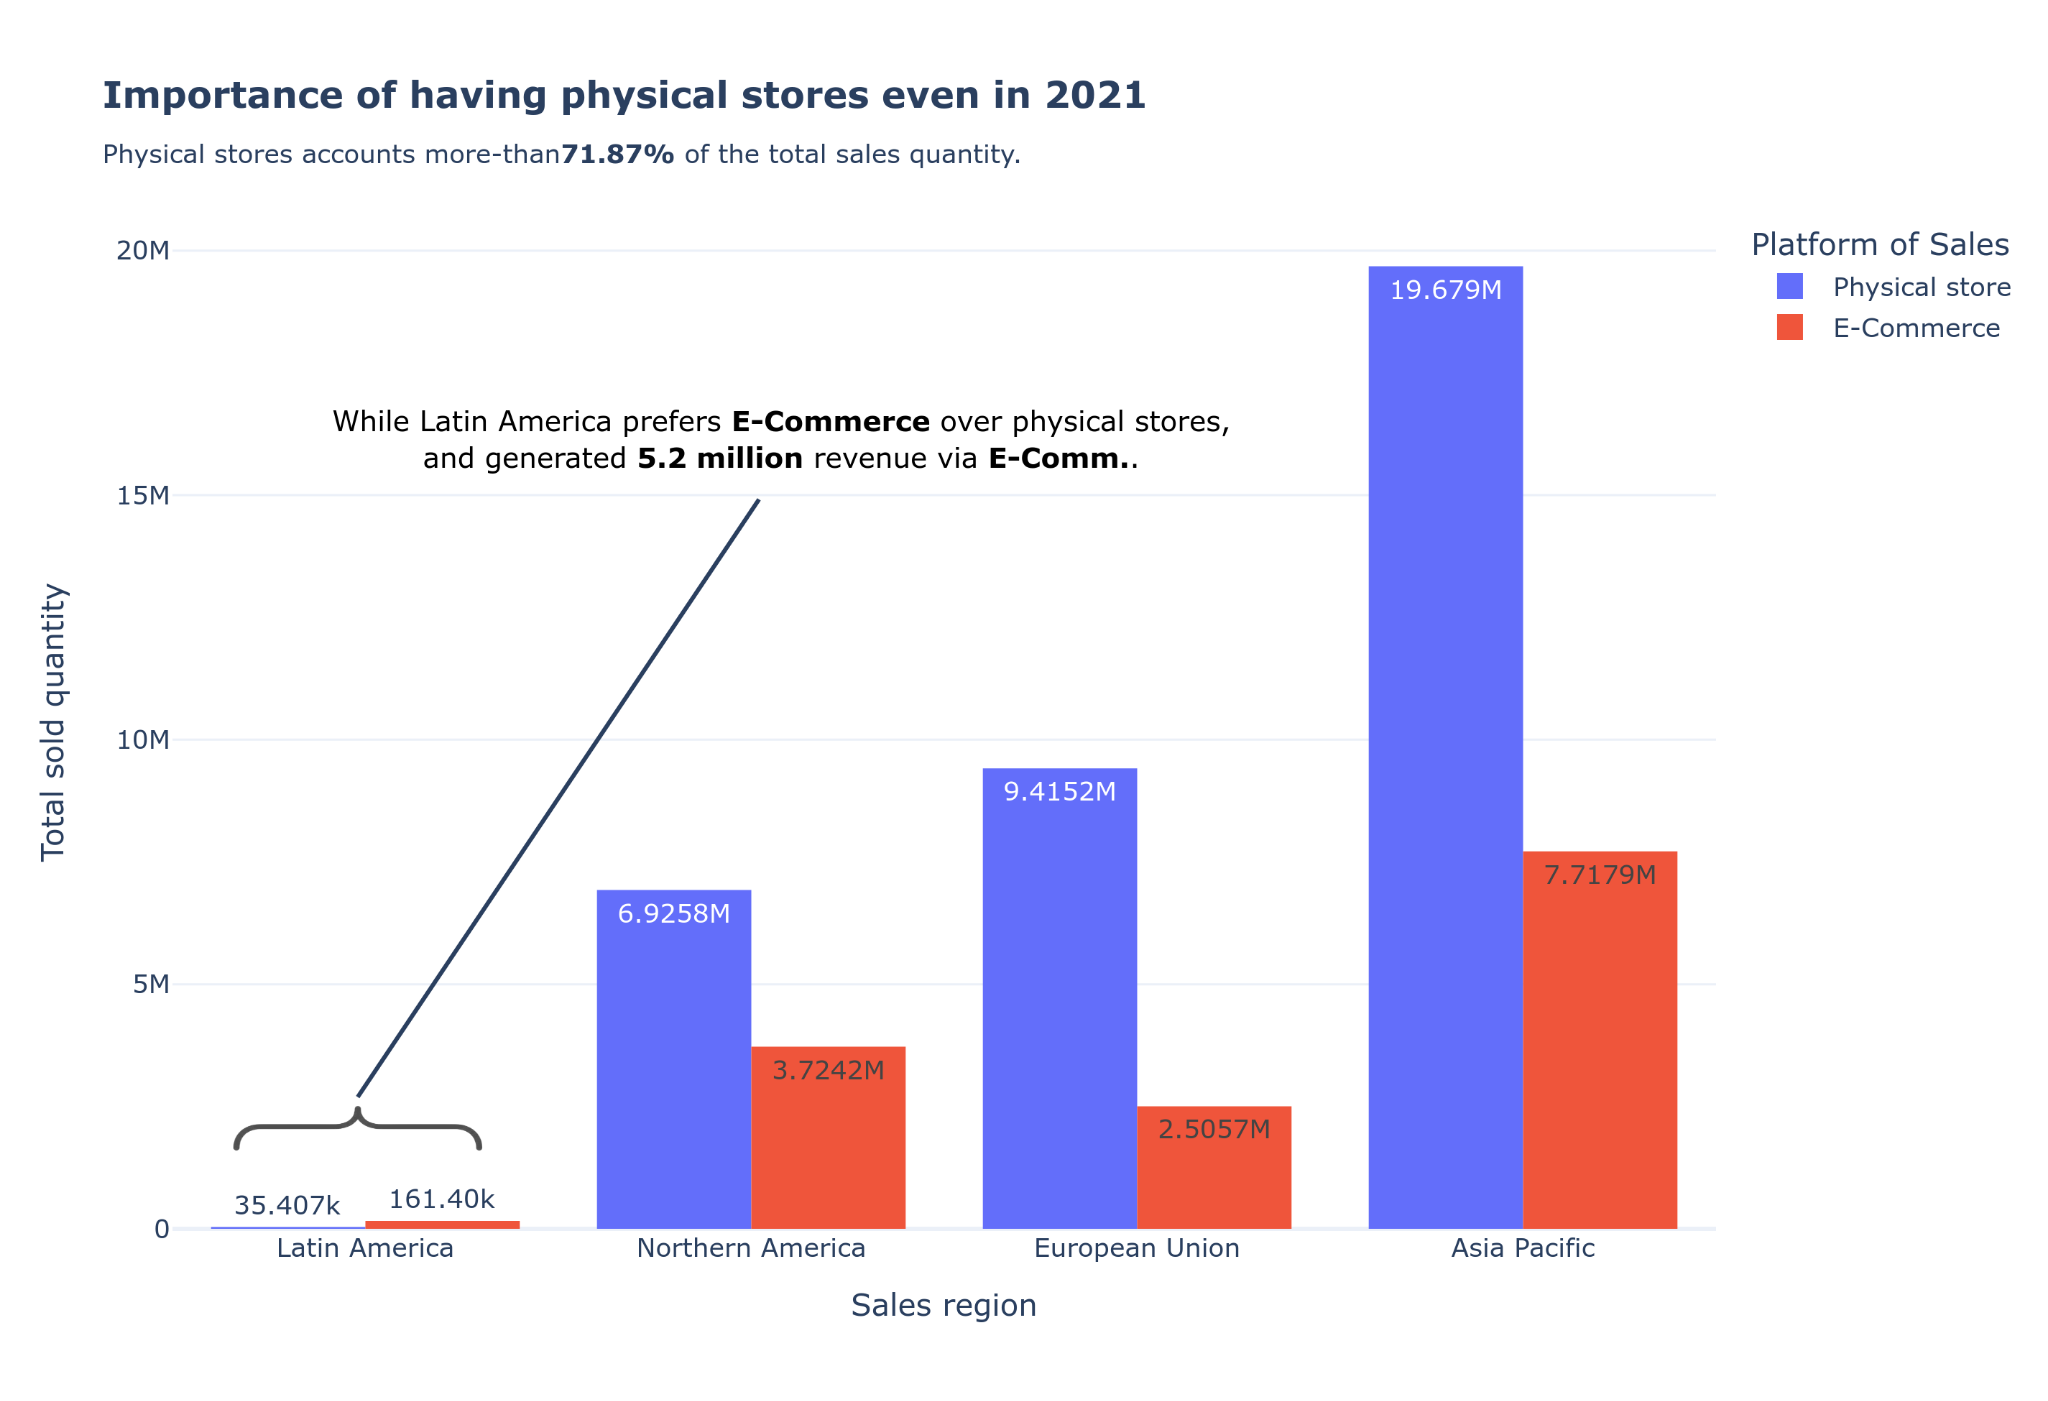 Importance of having physical stores even in 2021
Physical stores accounts more-than71.87% of the total sales quantity.
Platform of Sales
Physical store
E-Commerce
While Latin America prefers E-Commerce over physical stores,
and generated 5.2 million revenue via E-Comm..
Total sold quantity
20M
15M
10M
5M
0
35.407k
161.40k
6.9258M
3.7242M
9.4152M
2.5057M
19.679M
7.7179M
Latin America
Northern America
European Union
Asia Pacific
Sales region